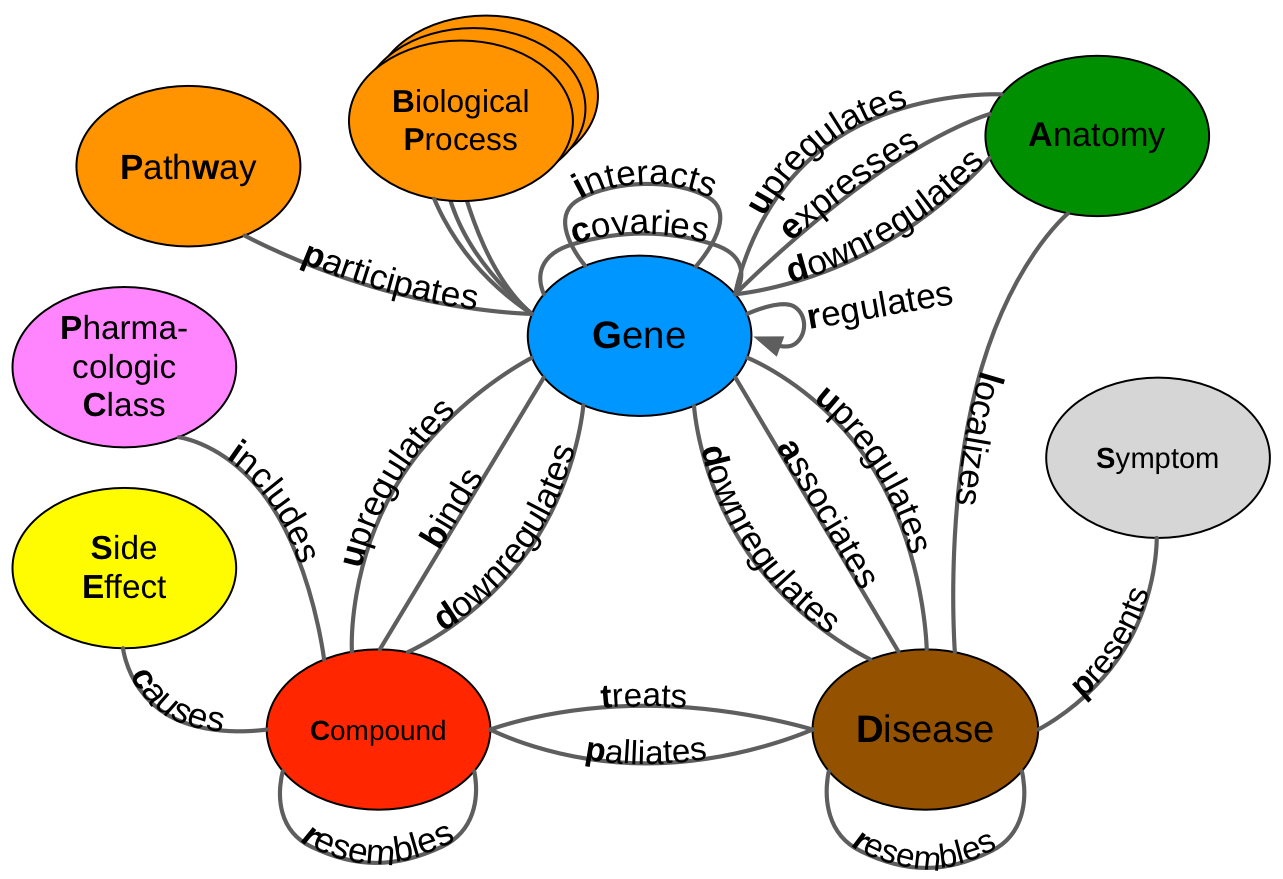 Biological
Process
Pathway
Anatomy
upregulates
expresses
downregulates
interacts
covaries
participates
regulates
Gene
Pharma-
cologic
Class
includes
upregulates
binds
downregulates
downregulates
associates
upregulates
localizes
Symptom
Side
Effect
causes
presents
Compound
treats
palliates
Disease
resembles
resembles